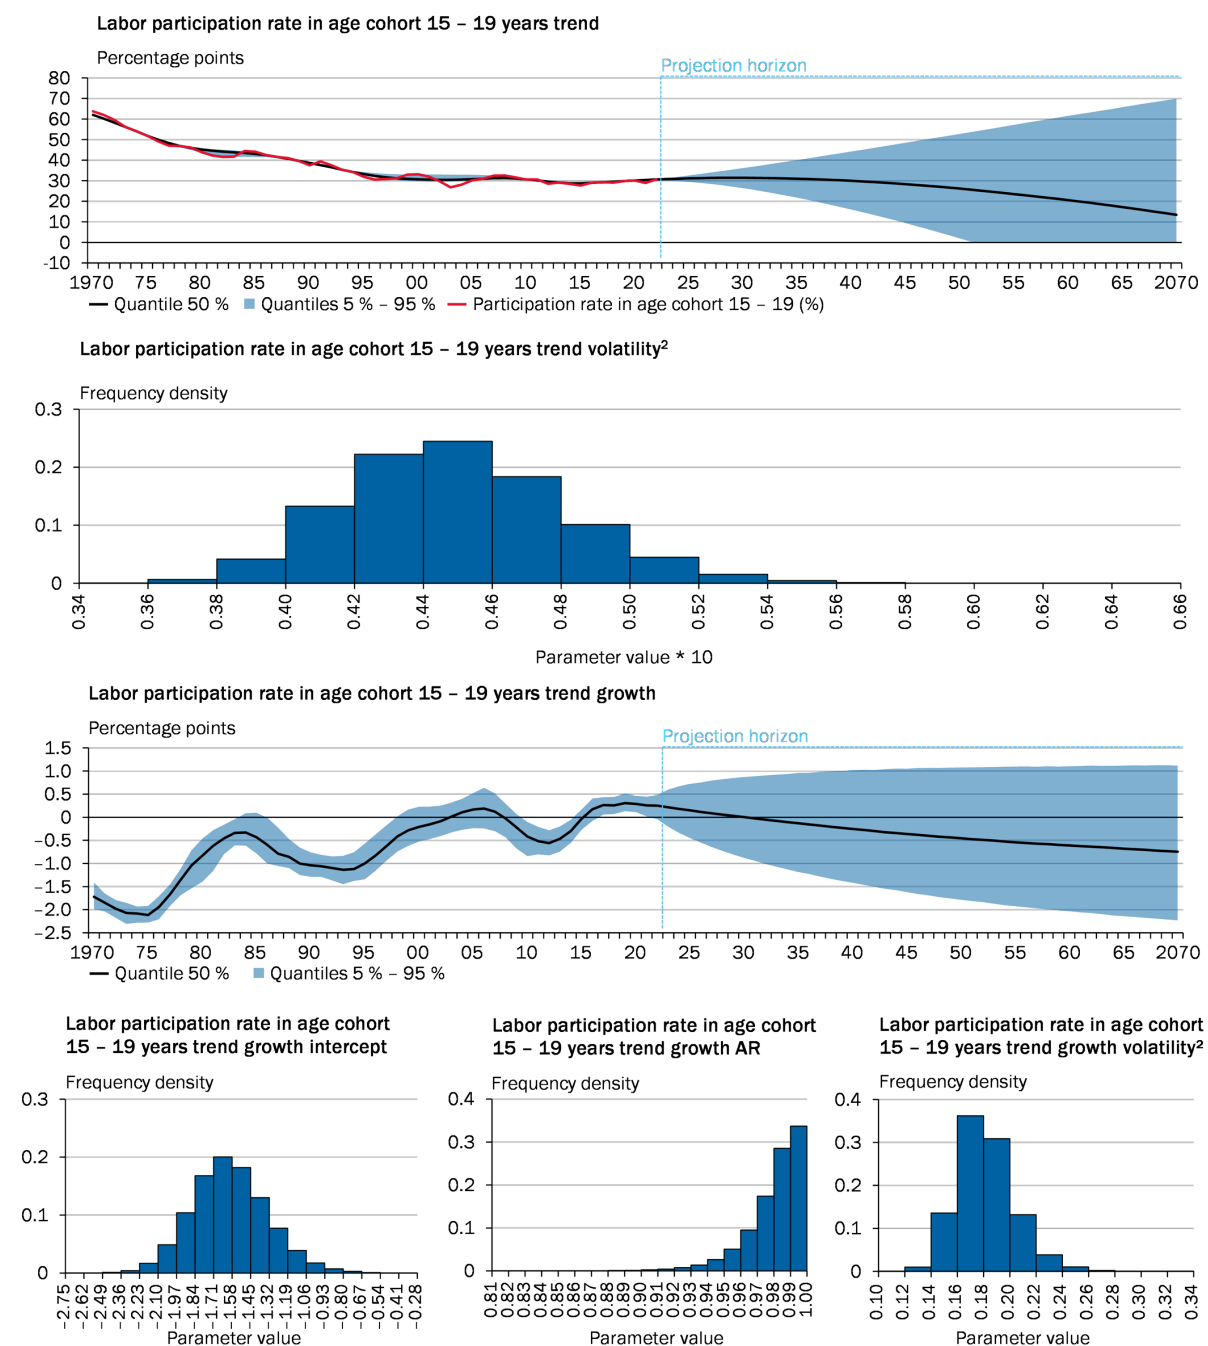 Labor participation rate in age cohort 15 – 19 years trend
Percentage points
Projection horizon
80
70
60
50
40
30
20
10
0
-10
1970 75 80 85 90 95 00 05 10 15 20 25 30 35 40 45 50 55 60 65 2070
Quantile 50 % Quantiles 5 % – 95 % Participation rate in age cohort 15 – 19 (%)
Labor participation rate in age cohort 15 – 19 years trend volatility²
Frequency density
0.3
0.2
0.1
0
0.34 0.36 0.38 0.40 0.42 0.44 0.46 0.48 0.50 0.52 0.54 0.56 0.58 0.60 0.62 0.64 0.66
Parameter value * 10
Labor participation rate in age cohort 15 – 19 years trend growth
Percentage points
Projection horizon
1.5
1.0
0.5
0
−0.5
−1.0
−1.5
−2.0
−2.5
1970 75 80 85 90 95 00 05 10 15 20 25 30 35 40 45 50 55 60 65 2070
Quantile 50 % Quantiles 5 % – 95 %
Labor participation rate in age cohort
15 – 19 years trend growth intercept
Frequency density
0.3
0.2
0.1
0
−2.75 −2.62 −2.49 −2.36 −2.23 −2.10 −1.97 −1.84 −1.71 −1.58 −1.45 −1.32 −1.19 −1.06 −0.93 −0.80 −0.67 −0.54 −0.41 −0.28
Parameter value
Labor participation rate in age cohort
15 – 19 years trend growth AR
Frequency density
0.4
0.3
0.2
0.1
0
0.81 0.82 0.83 0.84 0.85 0.86 0.87 0.88 0.89 0.90 0.91 0.92 0.93 0.94 0.95 0.96 0.97 0.98 0.99 1.00
Parameter value
Labor participation rate in age cohort
15 – 19 years trend growth volatility²
Frequency density
0.4
0.3
0.2
0.1
0
0.10 0.12 0.14 0.16 0.18 0.20 0.22 0.24 0.26 0.28 0.30 0.32 0.34
Parameter value